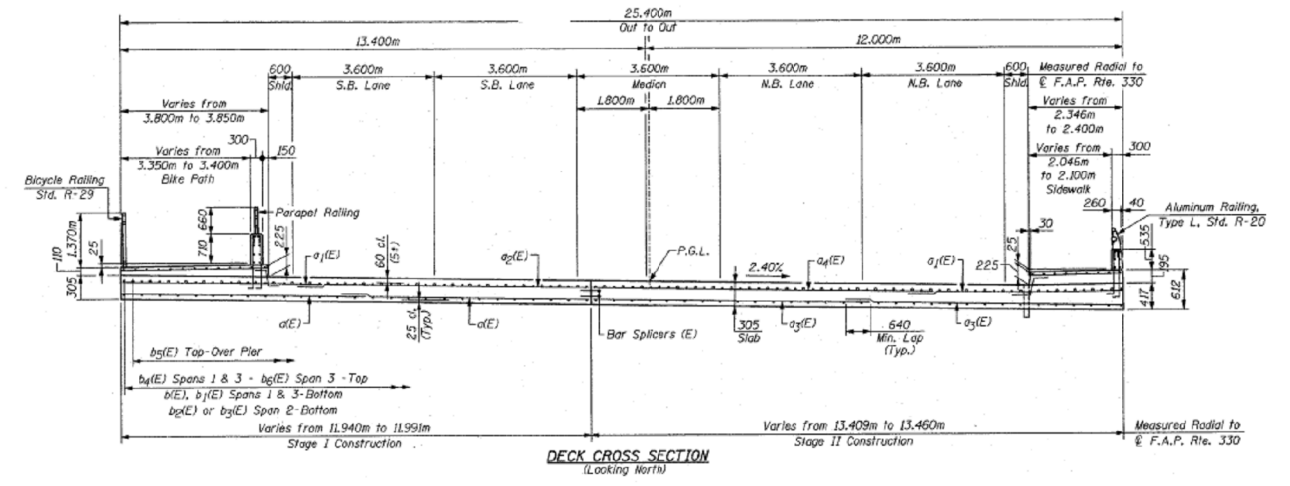 25.400m
Out to Out
13.400m
12.000m
600
Shld.
3.600m
S.B. Lane
3.600m
S.B. Lane
3.600m
Median
3.600m
N.B. Lane
3.600m
N.B. Lane
600
Shld.
Measured Radial to
℄ F.A.P. Rte. 330
1.800m
1.800m
Varies from
3.800m to 3.850m
300
Varies from
3.350m to 3.400m
Bike Path
150
Varies from
2.346m
to 2.400m
Varies from
2.046m
to 2.100m
Sidewalk
300
Bicycle Railing
Std. R-29
Parapet Railing
260
40
Aluminum Railing,
Type L, Std. R-20
30
110
1.370m
25
305
660
710
225
a1(E)
60 cl.
(5±)
a2(E)
P.G.L.
2.40%
a4(E)
a1(E)
25
225
535
195
417
612
a(E)
25 cl.
(Typ.)
a(E)
Bar Splicers (E)
305
Slab
a3(E)
640
Min. Lap
(Typ.)
a3(E)
b5(E) Top-Over Pier
b4(E) Spans 1 & 3 - b6(E) Span 3 -Top
b(E), b1(E) Spans 1 & 3-Bottom
b2(E) or b3(E) Span 2-Bottom
Varies from 11.940m to 11.991m
Stage I Construction
Varies from 13.409m to 13.460m
Stage II Construction
Measured Radial to
℄ F.A.P. Rte. 330
DECK CROSS SECTION
(Looking North)